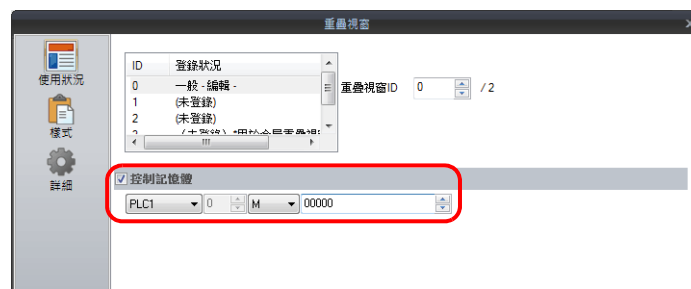 重疊視窗
使用狀況
樣式
詳細
ID 登錄狀況
0 一般 - 編輯 -
1 (未登錄)
2 (未登錄)
重疊視窗ID 0 / 2
控制記憶體
PLC1 0 M 00000